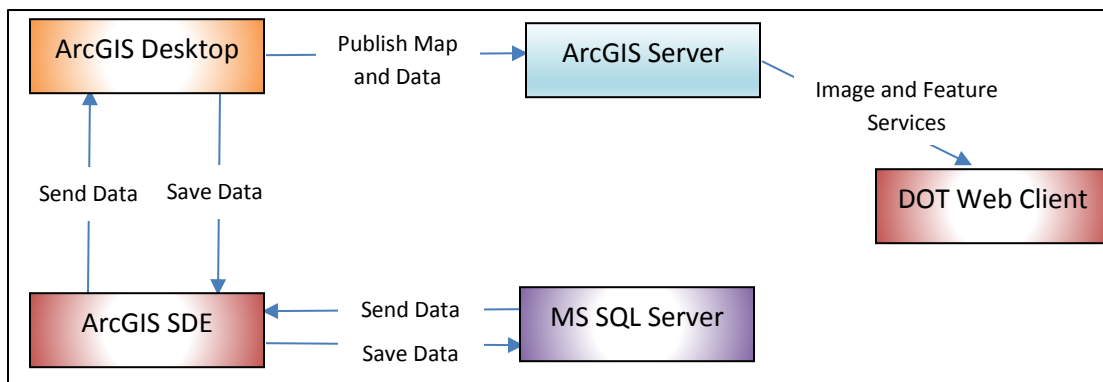 ArcGIS Desktop
Publish Map
and Data
ArcGIS Server
Image and Feature
Services
Send Data
Save Data
DOT Web Client
ArcGIS SDE
Send Data
Save Data
MS SQL Server